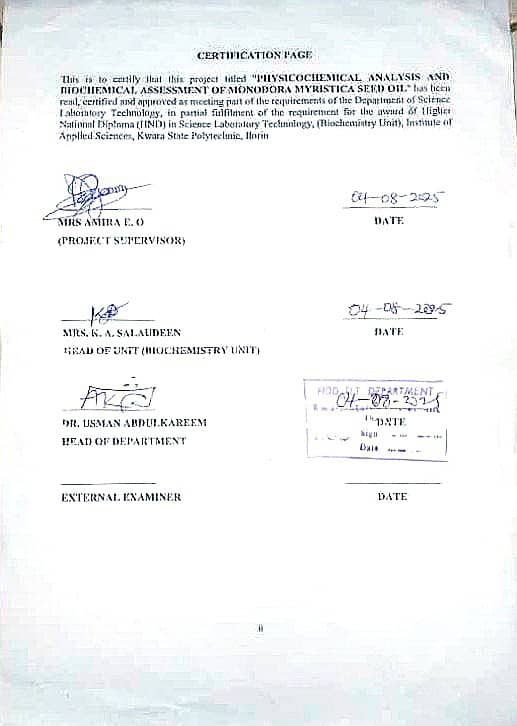 CERTIFICATION PAGE
This is to certify that this project titled "PHYSICOCHEMICAL ANALYSIS AND
BIOCHEMICAL ASSESSMENT OF MONODORA MYRISTICA SEED OIL" has been
read, certified and approved as meeting part of the requirements of the Department of Science
Laboratory Technology, in partial fulfilment of the requirement for the award of Higher
National Diploma (HND) in Science Laboratory Technology, (Biochemistry Unit), Institute of
Applied Sciences, Kwara State Polytechnic, Ilorin
04-08-2025
MRS AMIRA E. O
DATE
(PROJECT SUPERVISOR)
04-08-2025
MRS. K. A. SALAUDEEN
DATE
HEAD OF UNIT (BIOCHEMISTRY UNIT)
HOD SLT DEPARTMENT
04-08-2025
DR. USMAN ABDULKAREEM
DATE
HEAD OF DEPARTMENT
Sign
Date
EXTERNAL EXAMINER
DATE
ii